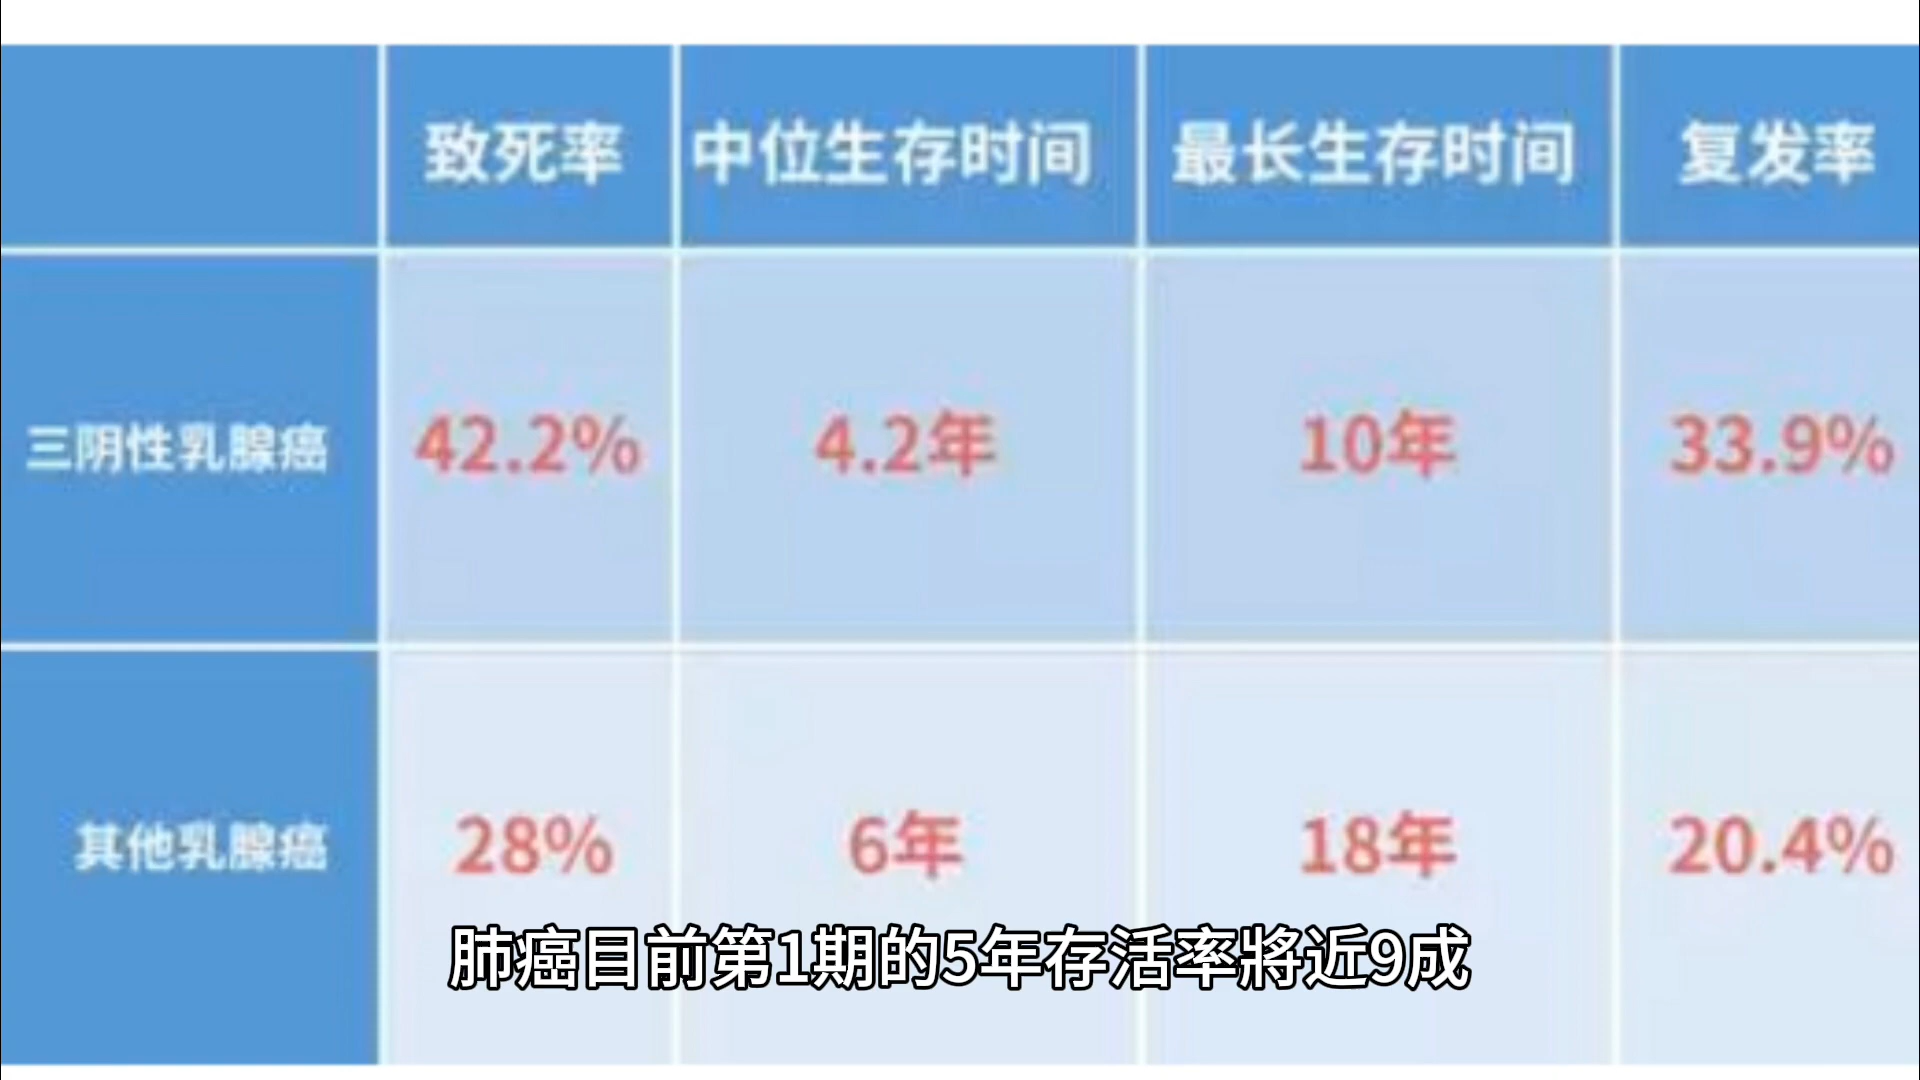 致死率 中位生存时间 最长生存时间 复发率
三阴性乳腺癌 42.2% 4.2年 10年 33.9%
其他乳腺癌 28% 6年 18年 20.4%
肺癌目前第1期的5年存活率將近9成